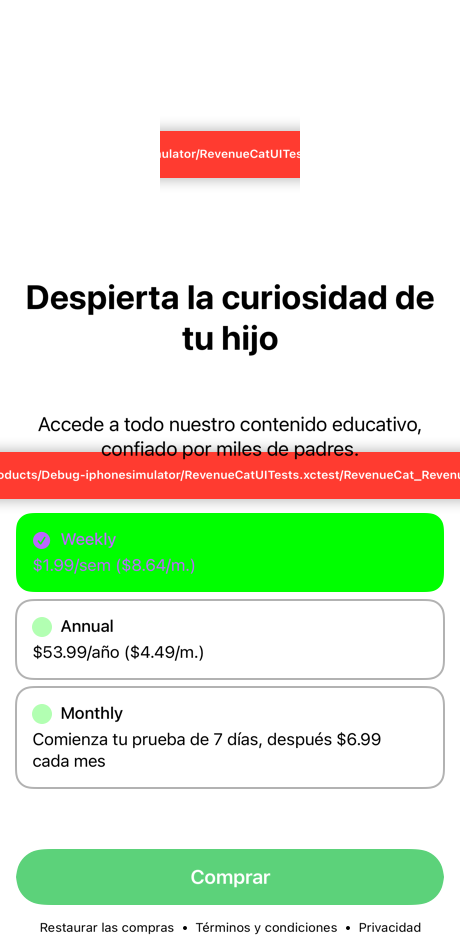 ulator/RevenueCatUITes
Despierta la curiosidad de
tu hijo
Accede a todo nuestro contenido educativo,
confiado por miles de padres.
oducts/Debug-iphonesimulator/RevenueCatUITests.xctest/RevenueCat_Revenu
Weekly
$1.99/sem ($8.64/m.)
Annual
$53.99/año ($4.49/m.)
Monthly
Comienza tu prueba de 7 días, después $6.99
cada mes
Comprar
Restaurar las compras • Términos y condiciones • Privacidad